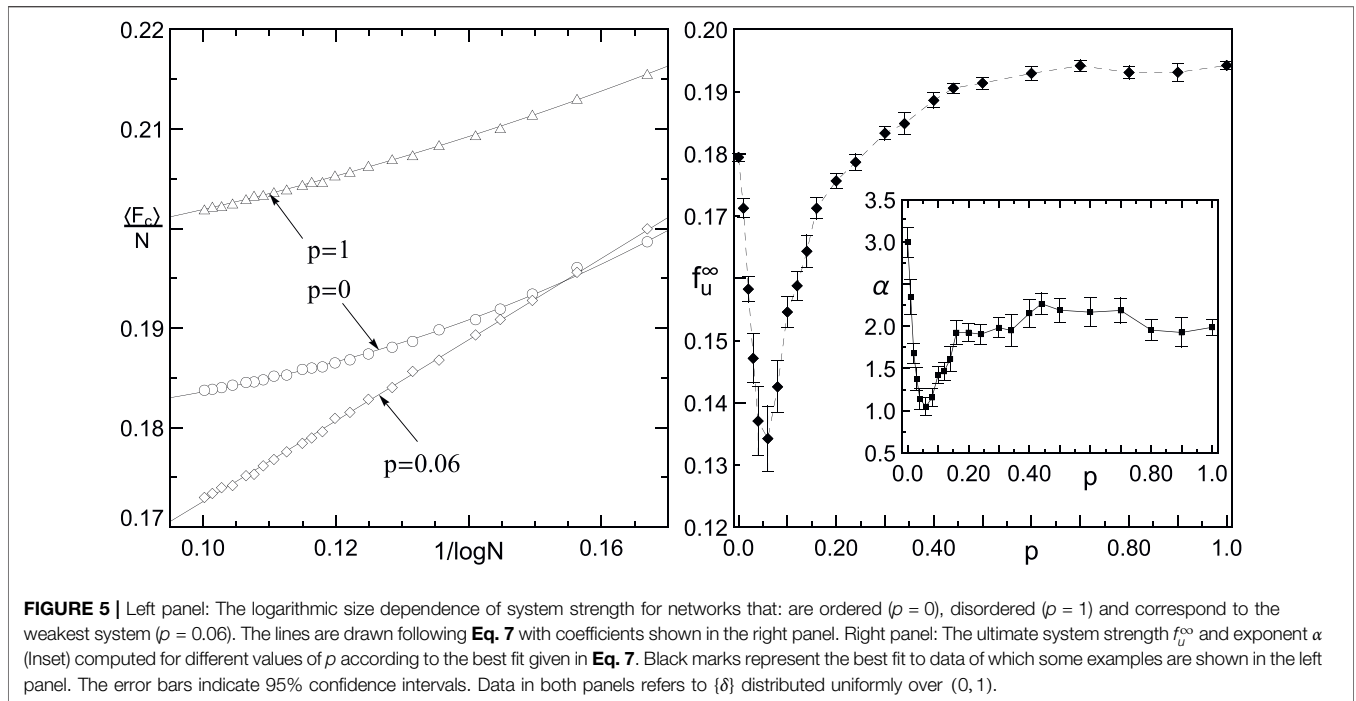 0.22
0.21
⟨F_c⟩
N
0.19
0.18
0.17
0.10
0.12
1/logN
0.16
p=1
p=0
p=0.06
0.20
0.19
0.18
0.17
f_u^∞
0.15
0.14
0.13
0.12
0.0
0.20
0.40
p
0.80
1.0
3.5
3.0
α
2.0
1.5
1.0
0.5
0.0
0.20
0.40
p
0.80
1.0
FIGURE 5 | Left panel: The logarithmic size dependence of system strength for networks that: are ordered (p = 0), disordered (p = 1) and correspond to the
weakest system (p = 0.06). The lines are drawn following Eq. 7 with coefficients shown in the right panel. Right panel: The ultimate system strength f_u^∞ and exponent α
(Inset) computed for different values of p according to the best fit given in Eq. 7. Black marks represent the best fit to data of which some examples are shown in the left
panel. The error bars indicate 95% confidence intervals. Data in both panels refers to {δ} distributed uniformly over (0, 1).